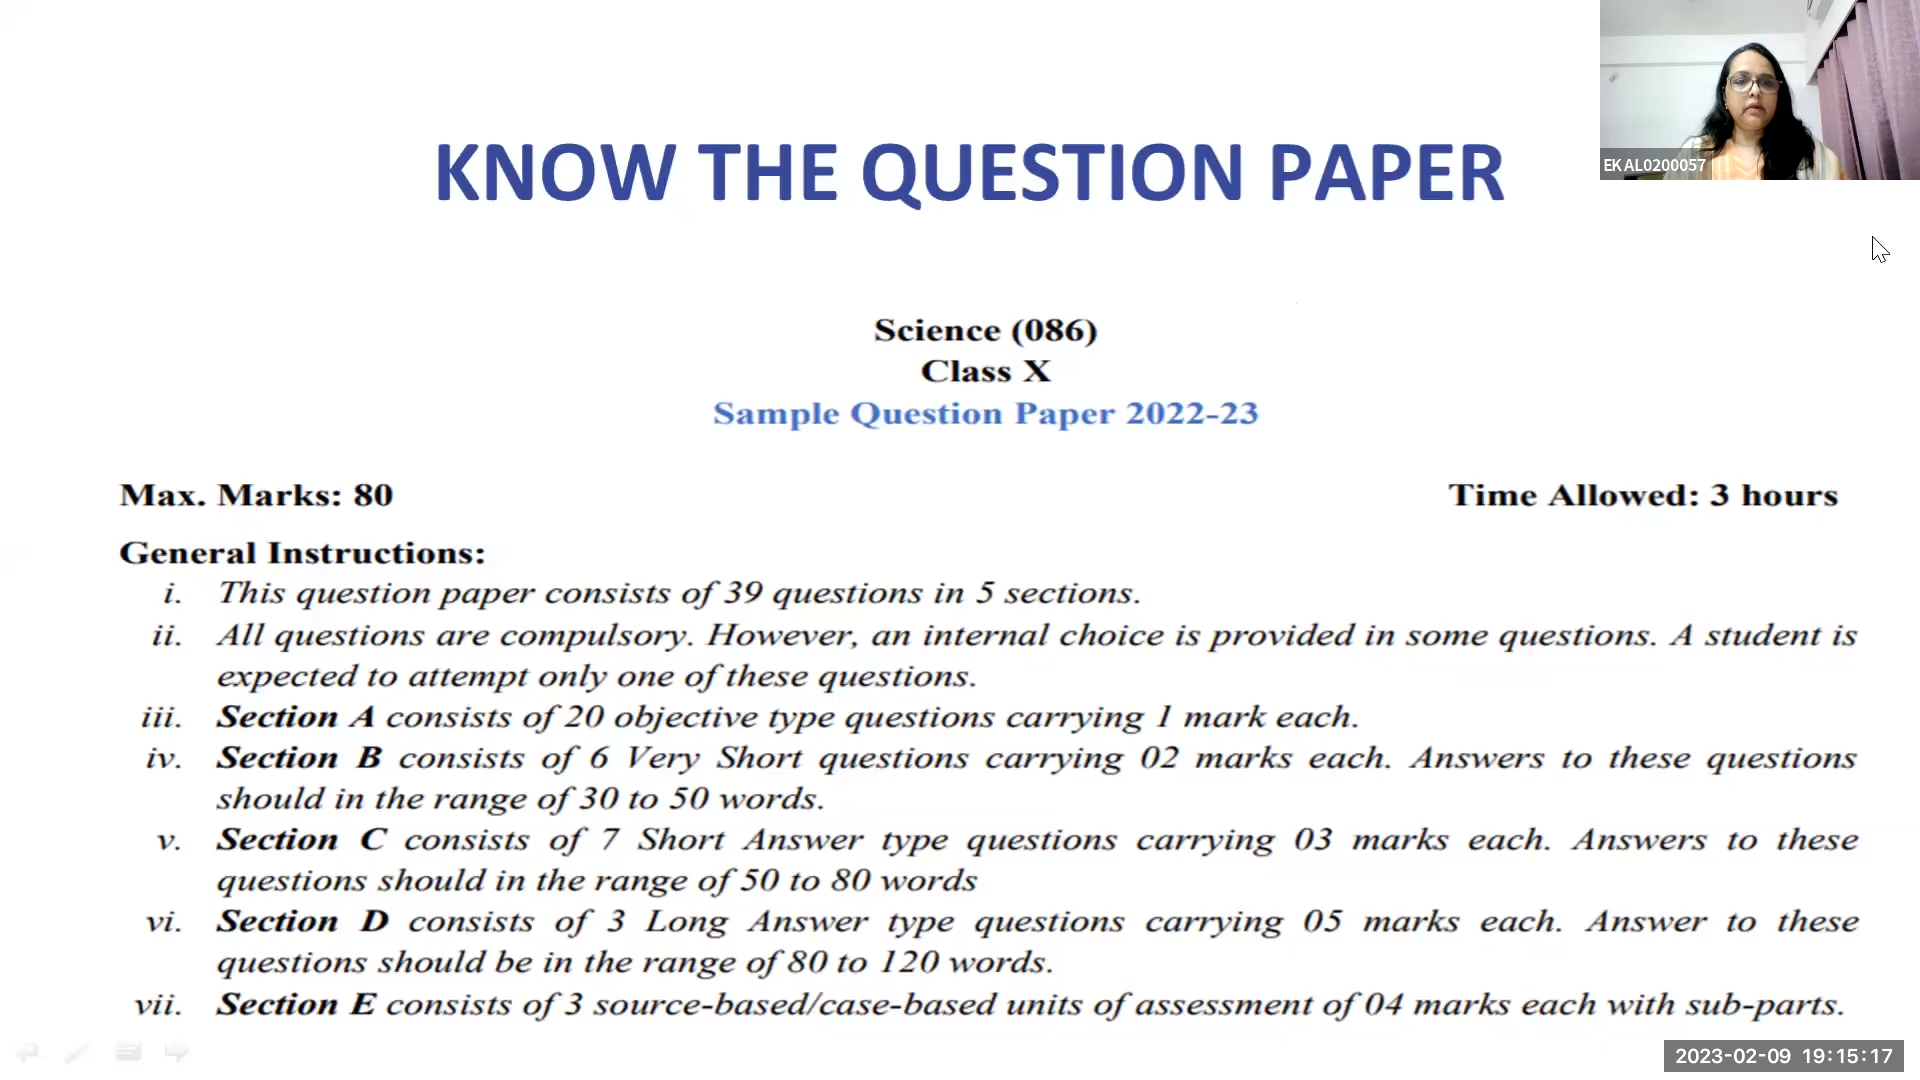 KNOW THE QUESTION PAPER
EKAL0200057
Science (086)
Class X
Sample Question Paper 2022-23
Max. Marks: 80
Time Allowed: 3 hours
General Instructions:
i. This question paper consists of 39 questions in 5 sections.
ii. All questions are compulsory. However, an internal choice is provided in some questions. A student is
expected to attempt only one of these questions.
iii. Section A consists of 20 objective type questions carrying 1 mark each.
iv. Section B consists of 6 Very Short questions carrying 02 marks each. Answers to these questions
should in the range of 30 to 50 words.
v. Section C consists of 7 Short Answer type questions carrying 03 marks each. Answers to these
questions should in the range of 50 to 80 words
vi. Section D consists of 3 Long Answer type questions carrying 05 marks each. Answer to these
questions should be in the range of 80 to 120 words.
vii. Section E consists of 3 source-based/case-based units of assessment of 04 marks each with sub-parts.
2023-02-09 19:15:17